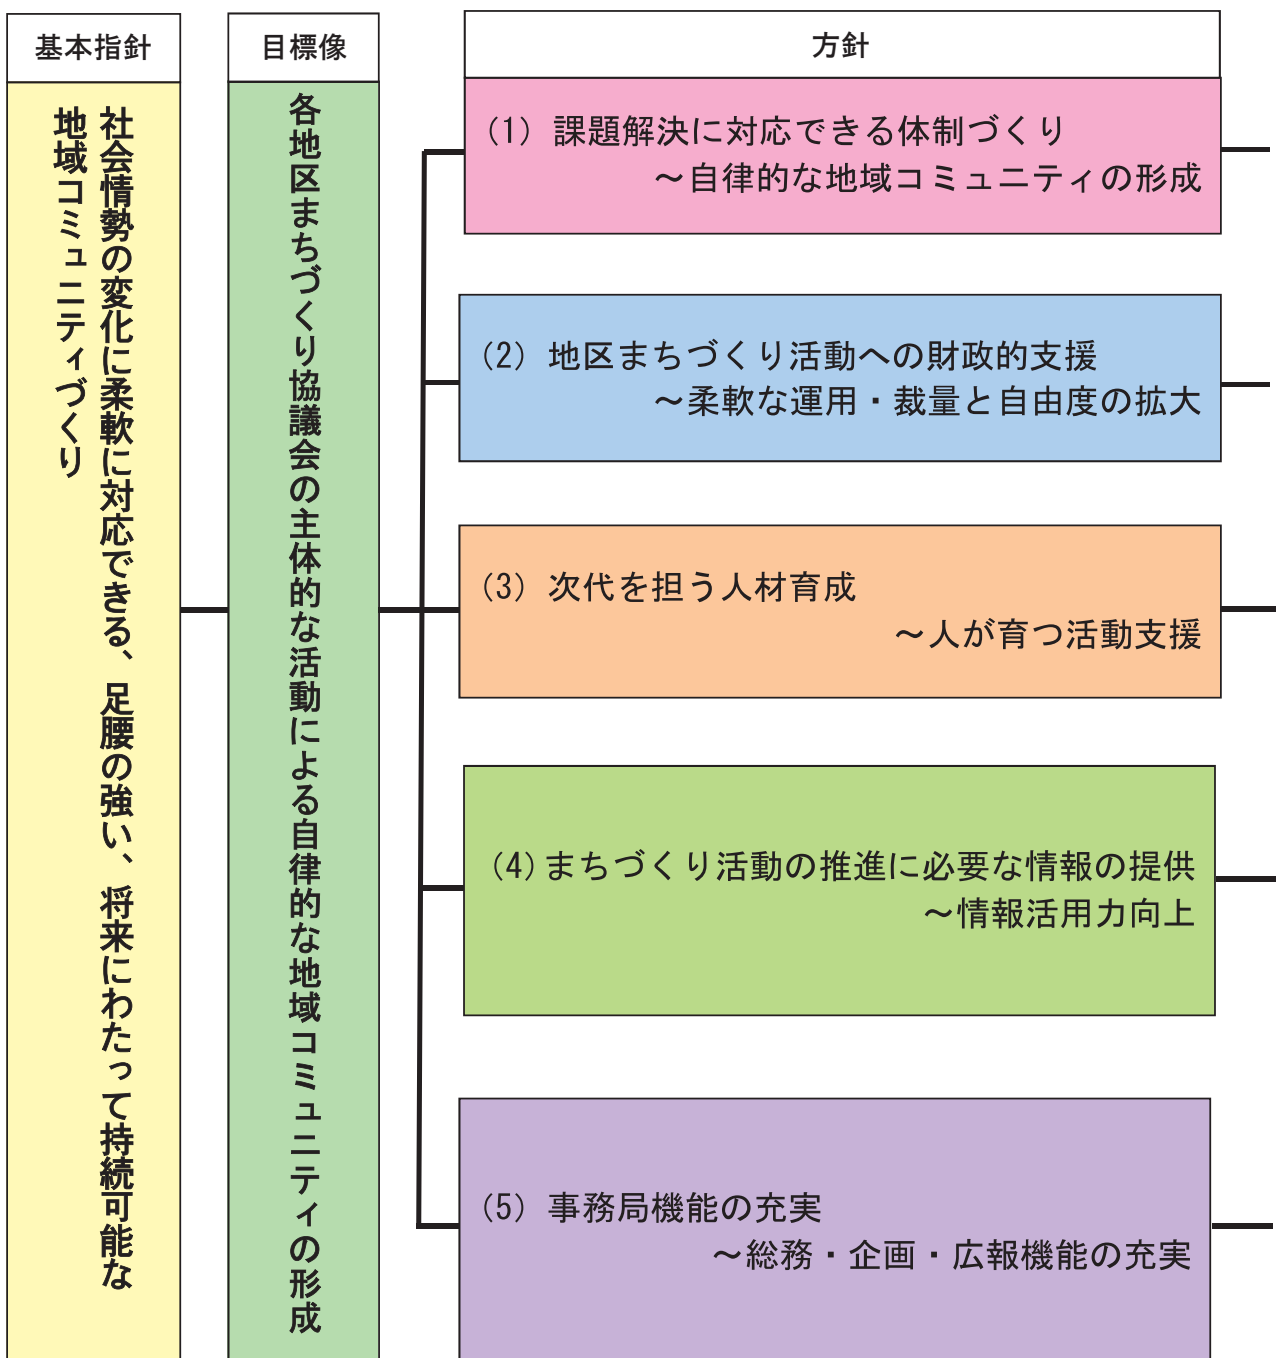 基本指針
社会情勢の変化に柔軟に対応できる、足腰の強い、将来にわたって持続可能な
地域コミュニティづくり
目標像
各地区まちづくり協議会の主体的な活動による自律的な地域コミュニティの形成
方針
(1) 課題解決に対応できる体制づくり
～自律的な地域コミュニティの形成
(2) 地区まちづくり活動への財政的支援
～柔軟な運用・裁量と自由度の拡大
(3) 次代を担う人材育成
～人が育つ活動支援
(4) まちづくり活動の推進に必要な情報の提供
～情報活用力向上
(5) 事務局機能の充実
～総務・企画・広報機能の充実